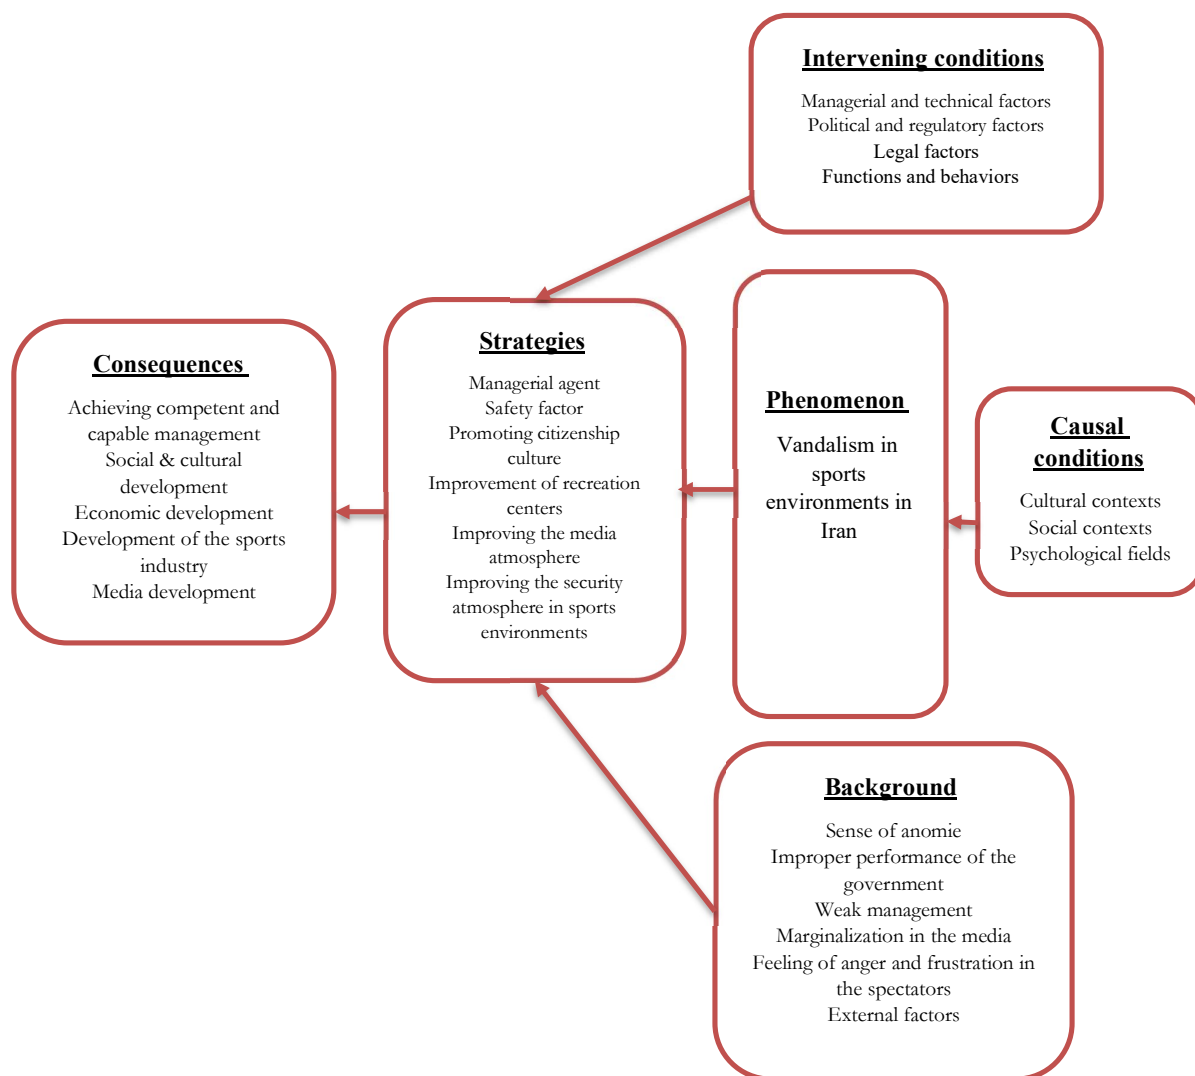 Intervening conditions
Managerial and technical factors
Political and regulatory factors
Legal factors
Functions and behaviors
Consequences
Achieving competent and
capable management
Social & cultural
development
Economic development
Development of the sports
industry
Media development
Strategies
Managerial agent
Safety factor
Promoting citizenship
culture
Improvement of recreation
centers
Improving the media
atmosphere
Improving the security
atmosphere in sports
environments
Phenomenon
Vandalism in
sports
environments in
Iran
Causal
conditions
Cultural contexts
Social contexts
Psychological fields
Background
Sense of anomie
Improper performance of the
government
Weak management
Marginalization in the media
Feeling of anger and frustration in
the spectators
External factors